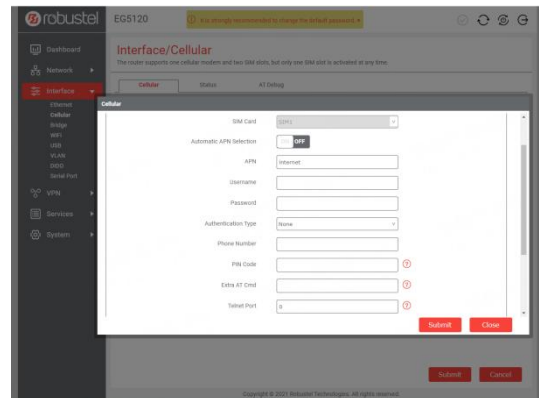 robustel
EG5120
It is strongly recommended to change the default password.
Dashboard
Network
Interface
Ethernet
Cellular
Bridge
WiFi
USB
VLAN
DIDO
Serial Port
VPN
Services
System
Interface/Cellular
The router supports one cellular modem and two SIM slots, but only one SIM slot is activated at any time.
Cellular
Status
AT Debug
Cellular
SIM Card
SIM1
Automatic APN Selection
OFF
APN
internet
Username
Password
Authentication Type
None
Phone Number
PIN Code
?
Extra AT Cmd
?
Telnet Port
0
?
Submit
Close
Submit
Cancel
Copyright © 2021 Robustel Technologies. All rights reserved.